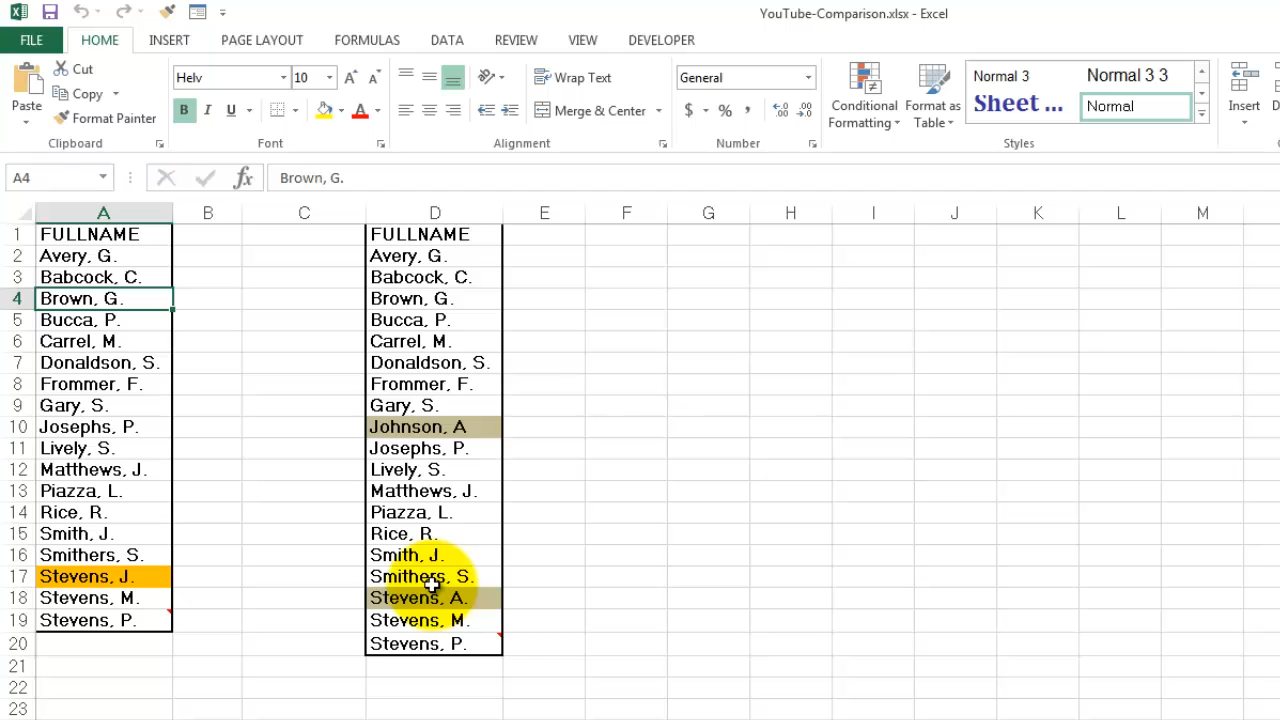 YouTube-Comparison.xlsx - Excel
FILE HOME INSERT PAGE LAYOUT FORMULAS DATA REVIEW VIEW DEVELOPER
Paste
Cut
Copy
Format Painter
Clipboard
Helv 10
B I U
Font
Wrap Text
Merge & Center
Alignment
General
$ % ,
Number
Conditional Formatting
Format as Table
Normal 3 Normal 3 3
Sheet ... Normal
Styles
Insert
A4 fx Brown, G.
A B C D E F G H I J K L M
1 FULLNAME FULLNAME
2 Avery, G. Avery, G.
3 Babcock, C. Babcock, C.
4 Brown, G. Brown, G.
5 Bucca, P. Bucca, P.
6 Carrel, M. Carrel, M.
7 Donaldson, S. Donaldson, S.
8 Frommer, F. Frommer, F.
9 Gary, S. Gary, S.
10 Josephs, P. Johnson, A
11 Lively, S. Josephs, P.
12 Matthews, J. Lively, S.
13 Piazza, L. Matthews, J.
14 Rice, R. Piazza, L.
15 Smith, J. Rice, R.
16 Smithers, S. Smith, J.
17 Stevens, J. Smithers, S.
18 Stevens, M. Stevens, A.
19 Stevens, P. Stevens, M.
20 Stevens, P.
21
22
23